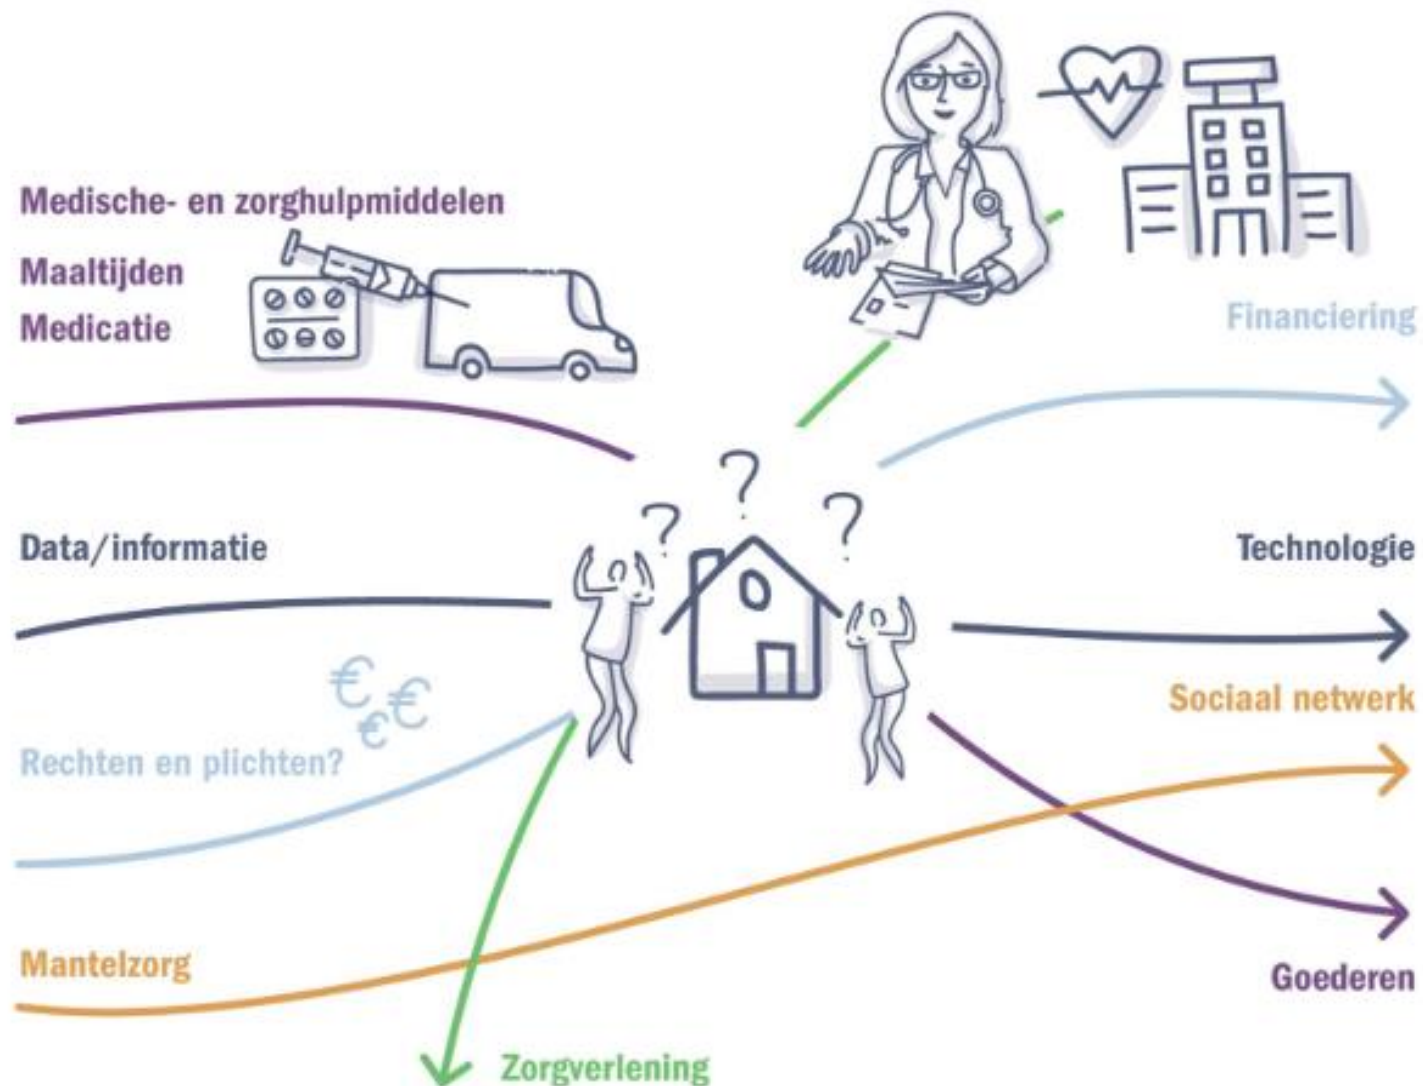 Medische- en zorghulpmiddelen
Maaltijden
Medicatie
Financiering
? ? ?
Data/informatie
Technologie
€ € €
Sociaal netwerk
Rechten en plichten?
Mantelzorg
Goederen
Zorgverlening